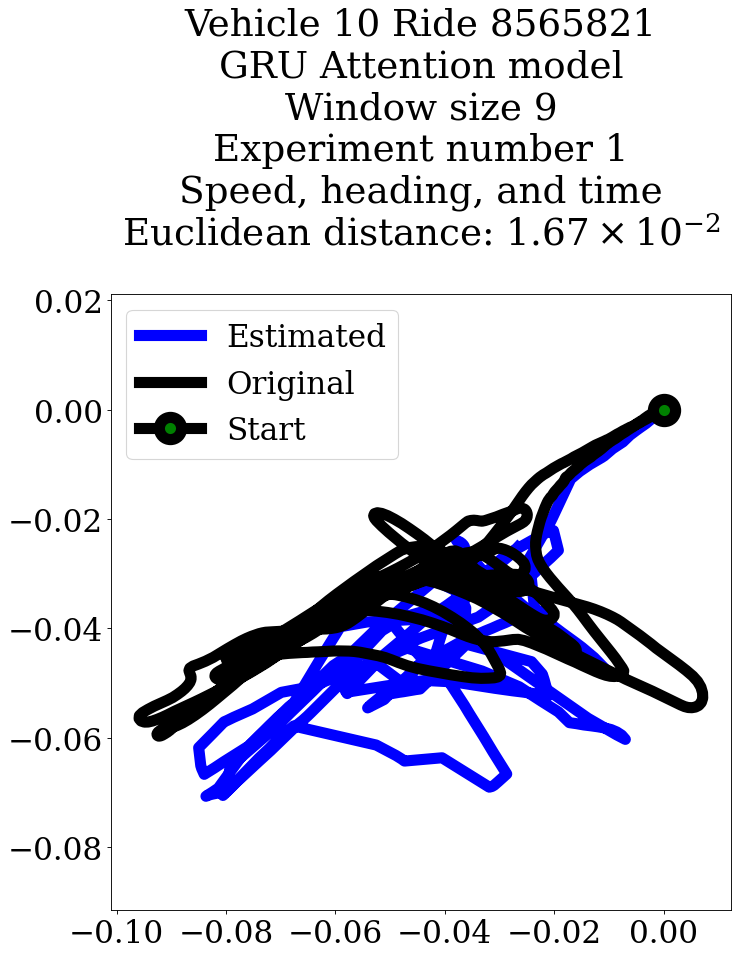 Vehicle 10 Ride 8565821
GRU Attention model
Window size 9
Experiment number 1
Speed, heading, and time
Euclidean distance: 1.67 × 10⁻²
0.02
0.00
−0.02
−0.04
−0.06
−0.08
Estimated
Original
Start
−0.10 −0.08 −0.06 −0.04 −0.02 0.00